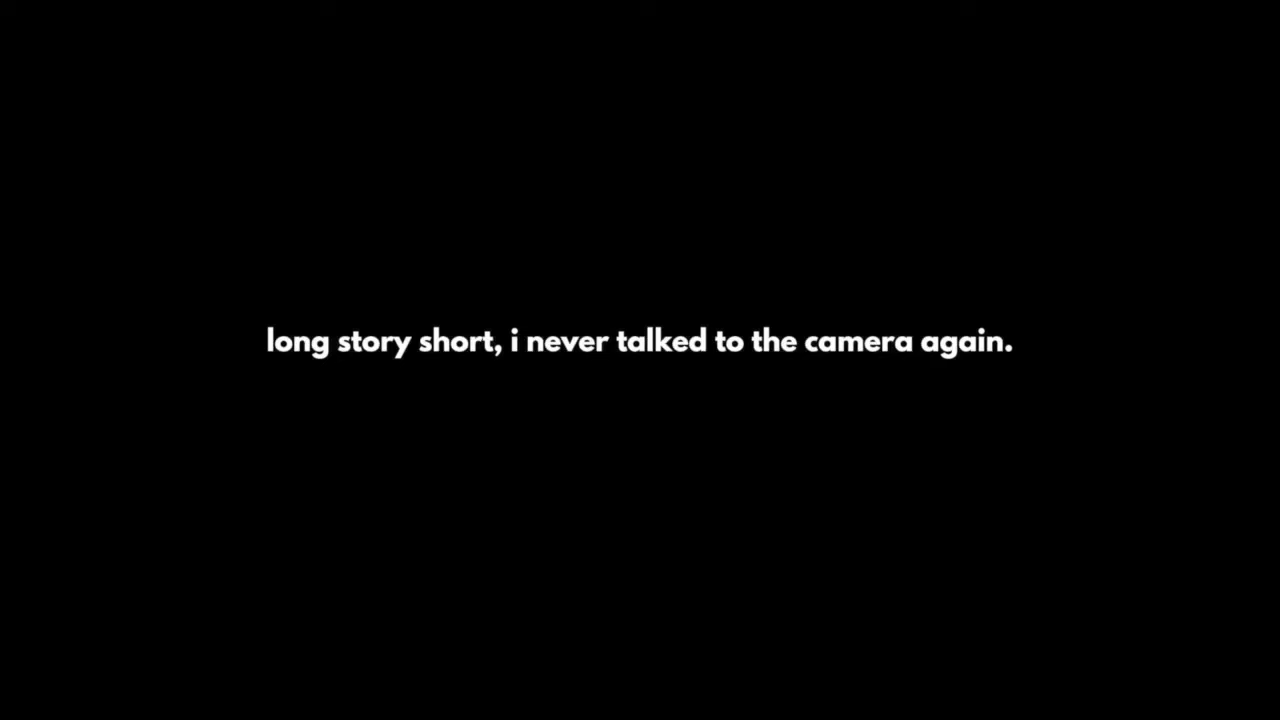 long story short, i never talked to the camera again.